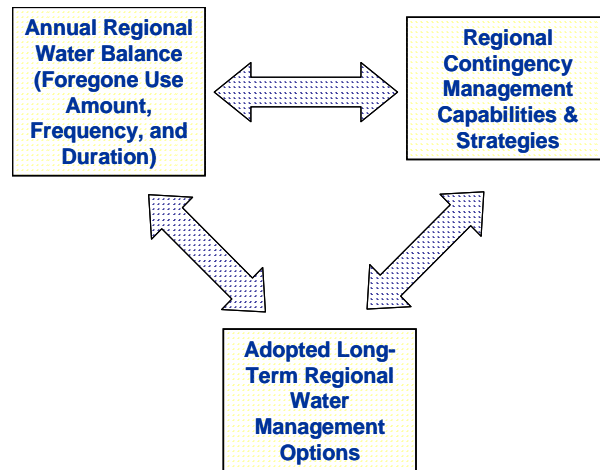 Annual Regional
Water Balance
(Foregone Use
Amount,
Frequency, and
Duration)
Regional
Contingency
Management
Capabilities &
Strategies
Adopted Long-
Term Regional
Water
Management
Options